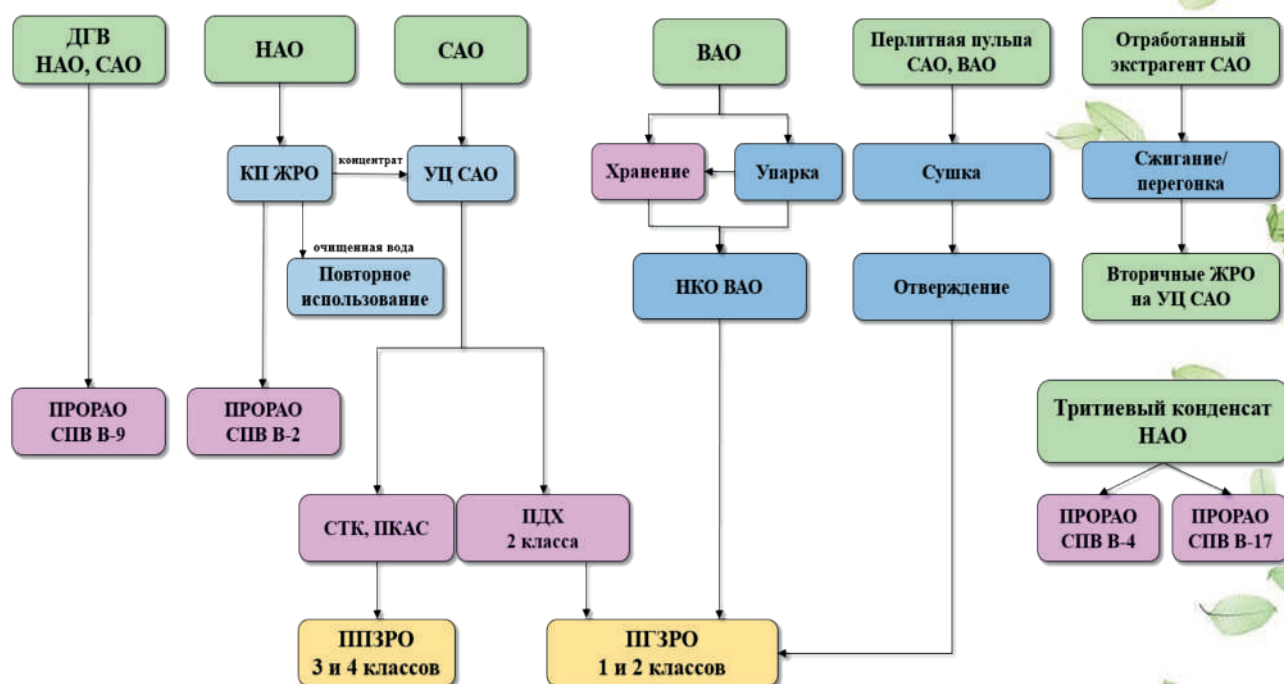 ДГВ
НАО, САО
НАО
САО
ВАО
Перлитная пульпа
САО, ВАО
Отработанный
экстрагент САО
КП ЖРО
концентрат
УЦ САО
Хранение
Упарка
Сушка
Сжигание/
перегонка
очищенная вода
Повторное
использование
НКО ВАО
Отверждение
Вторичные ЖРО
на УЦ САО
ПРОРАО
СПВ В-9
ПРОРАО
СПВ В-2
Тритиевый конденсат
НАО
СТК, ПКАС
ПДХ
2 класса
ПРОРАО
СПВ В-4
ПРОРАО
СПВ В-17
ППЗРО
3 и 4 классов
ПГЗРО
1 и 2 классов